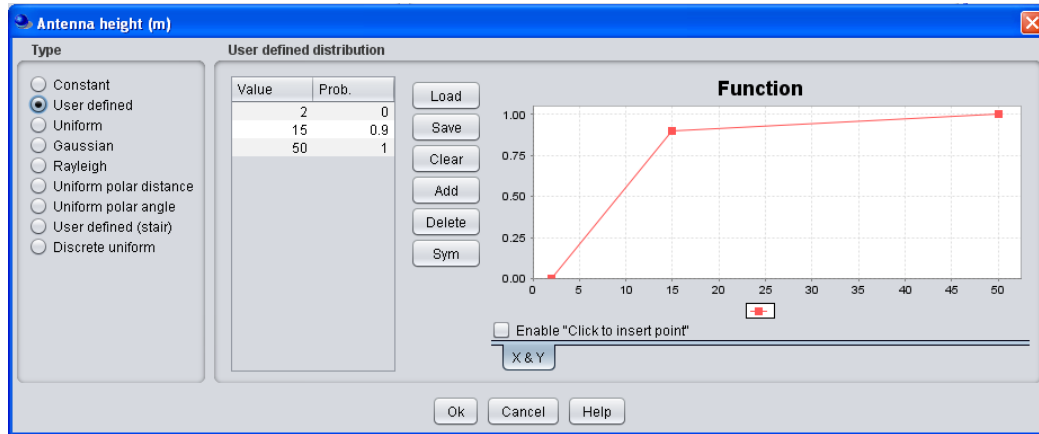 Antenna height (m)
Type
Constant
User defined
Uniform
Gaussian
Rayleigh
Uniform polar distance
Uniform polar angle
User defined (stair)
Discrete uniform
User defined distribution
Value Prob.
2 0
15 0.9
50 1
Load
Save
Clear
Add
Delete
Sym
Function
1.00
0.75
0.50
0.25
0.00
0 5 10 15 20 25 30 35 40 45 50
Enable "Click to insert point"
X & Y
Ok Cancel Help